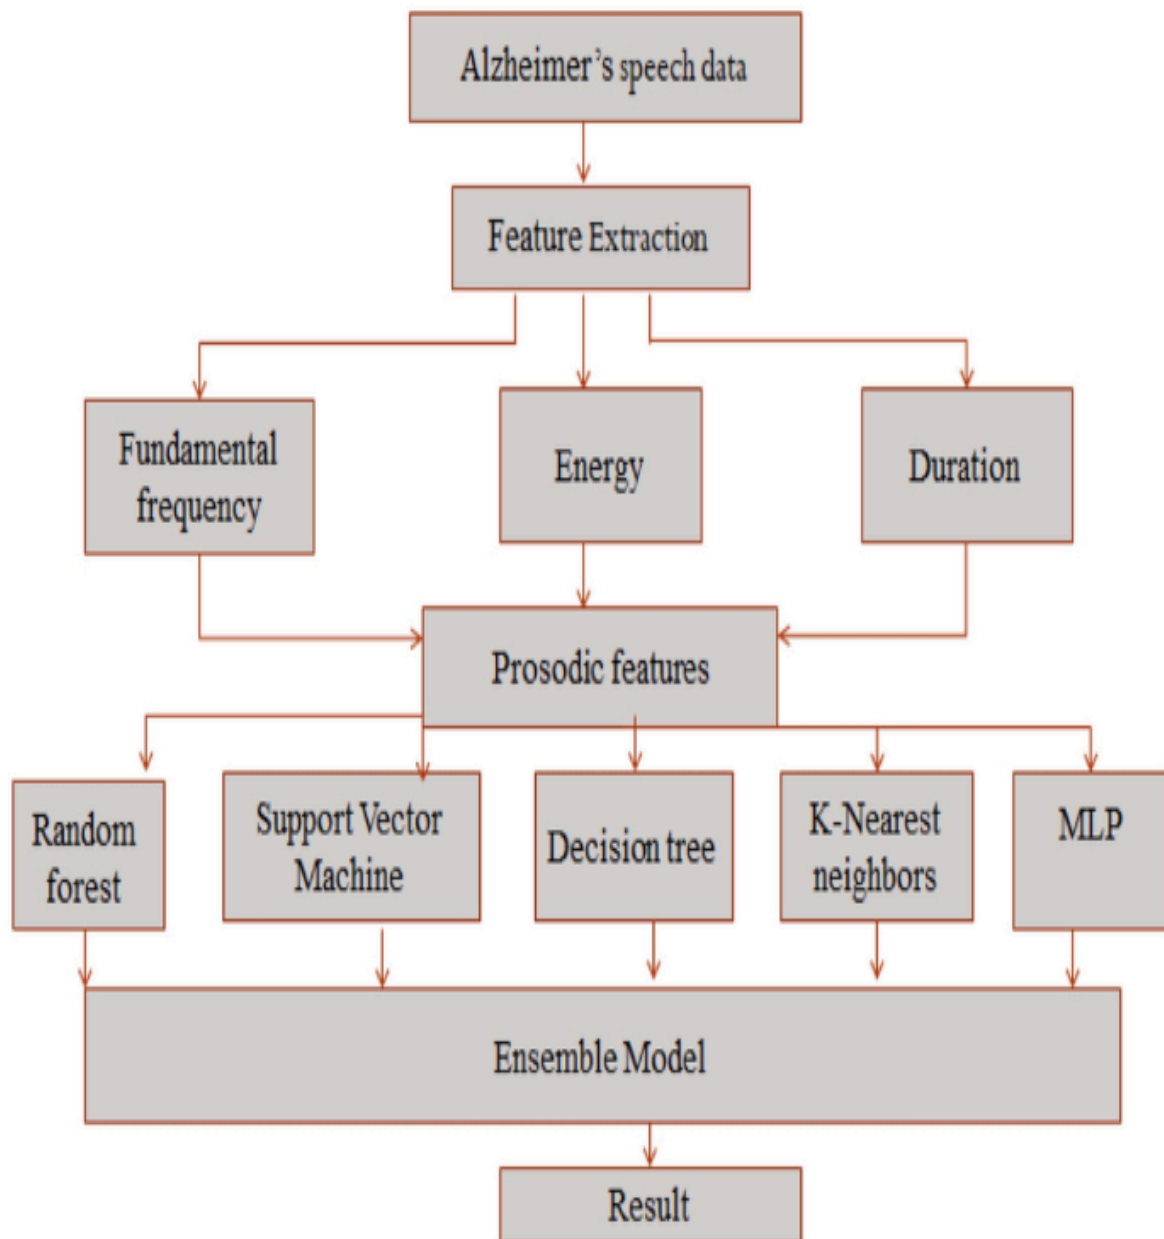 Alzheimer's speech data
Feature Extraction
Fundamental
frequency
Energy
Duration
Prosodic features
Random
forest
Support Vector
Machine
Decision tree
K-Nearest
neighbors
MLP
Ensemble Model
Result